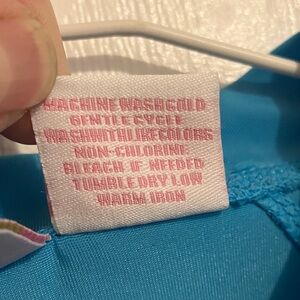 MACHINE WASH COLD
GENTLE CYCLE
WASH WITH LIKE COLORS
NON-CHLORINE
BLEACH IF NEEDED
TUMBLE DRY LOW
WARM IRON